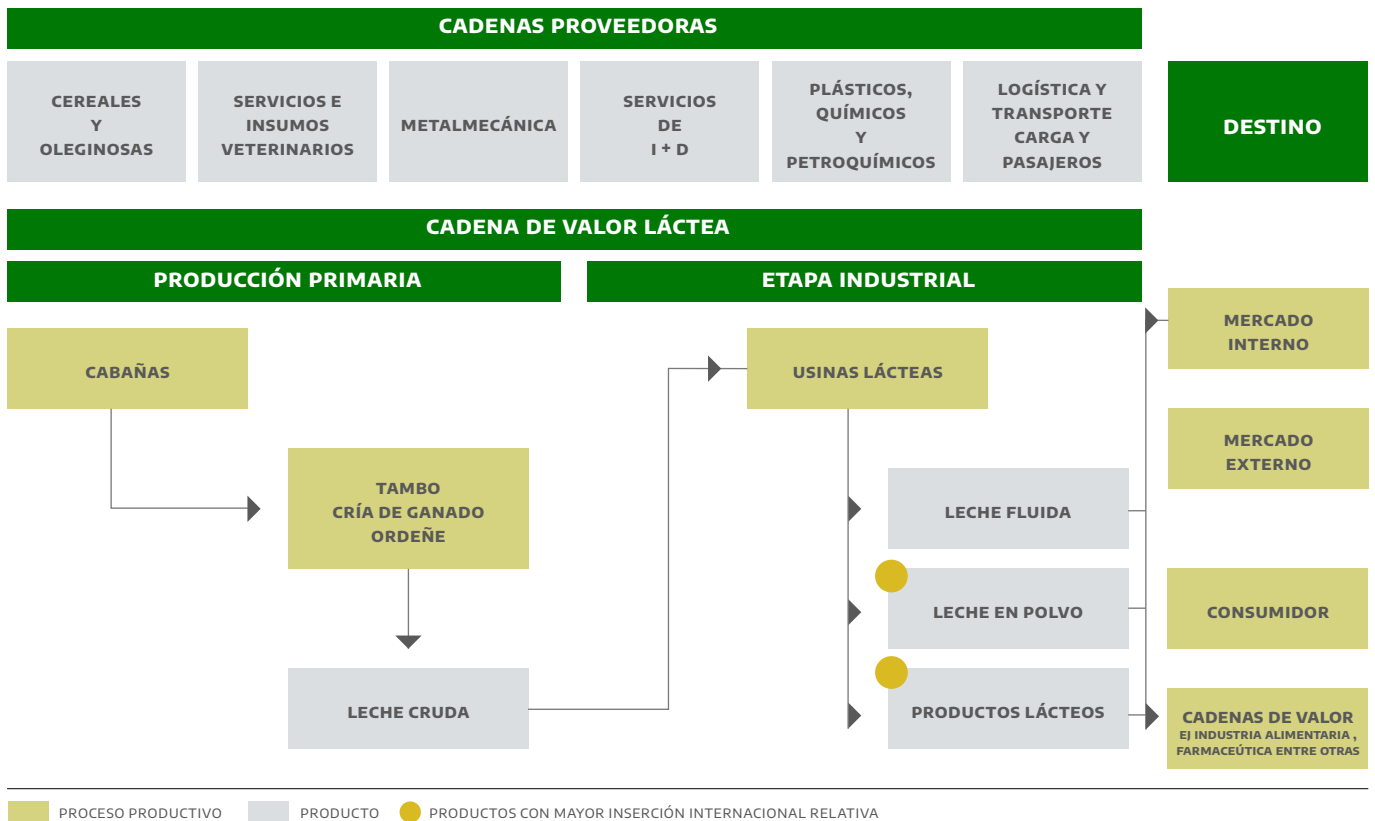 CADENAS PROVEEDORAS
CEREALES
Y
OLEGINOSAS
SERVICIOS E
INSUMOS
VETERINARIOS
METALMECÁNICA
SERVICIOS
DE
I + D
PLÁSTICOS,
QUÍMICOS
Y
PETROQUÍMICOS
LOGÍSTICA Y
TRANSPORTE
CARGA Y
PASAJEROS
DESTINO
CADENA DE VALOR LÁCTEA
PRODUCCIÓN PRIMARIA
ETAPA INDUSTRIAL
CABAÑAS
TAMBO
CRÍA DE GANADO
ORDEÑE
LECHE CRUDA
USINAS LÁCTEAS
LECHE FLUIDA
LECHE EN POLVO
PRODUCTOS LÁCTEOS
MERCADO
INTERNO
MERCADO
EXTERNO
CONSUMIDOR
CADENAS DE VALOR
EJ INDUSTRIA ALIMENTARIA ,
FARMACEÚTICA ENTRE OTRAS
PROCESO PRODUCTIVO
PRODUCTO
PRODUCTOS CON MAYOR INSERCIÓN INTERNACIONAL RELATIVA